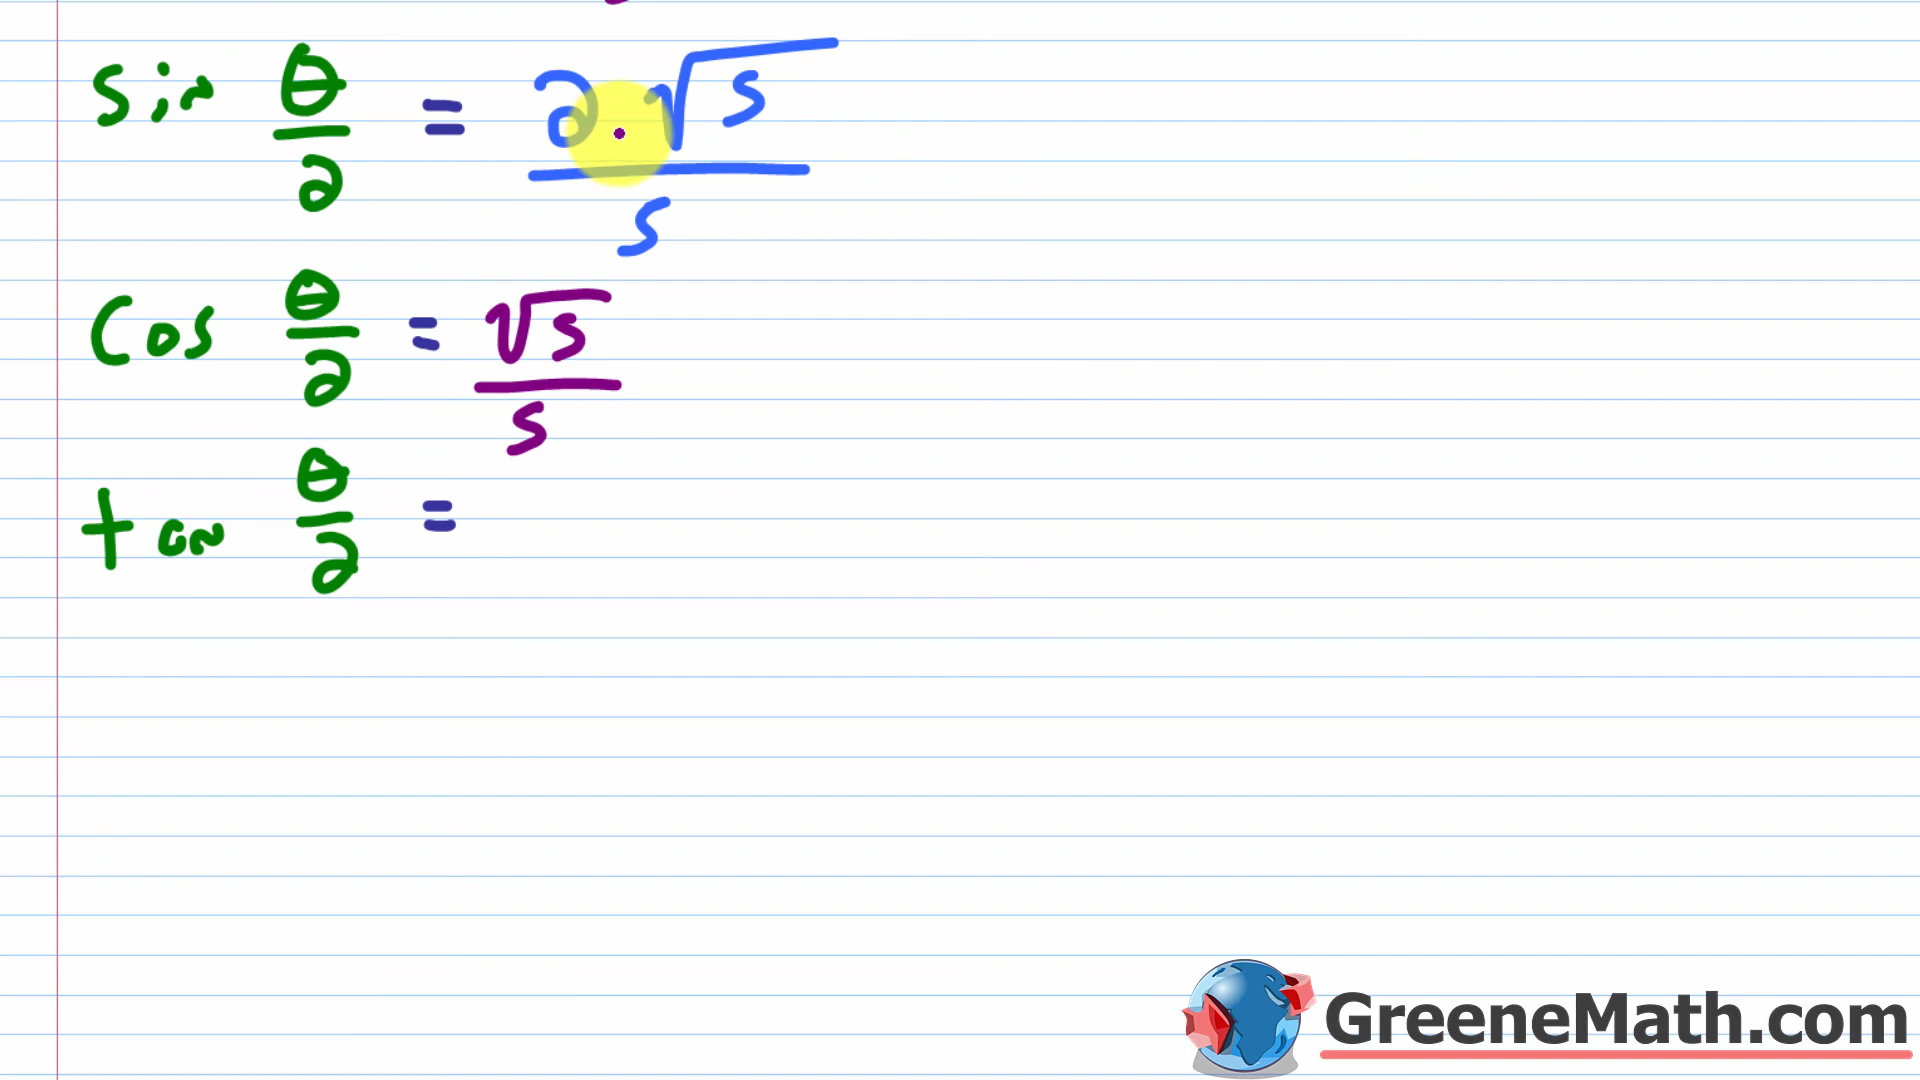 sin θ/2 = 2√5/5
cos θ/2 = √5/5
tan θ/2 =
GreeneMath.com